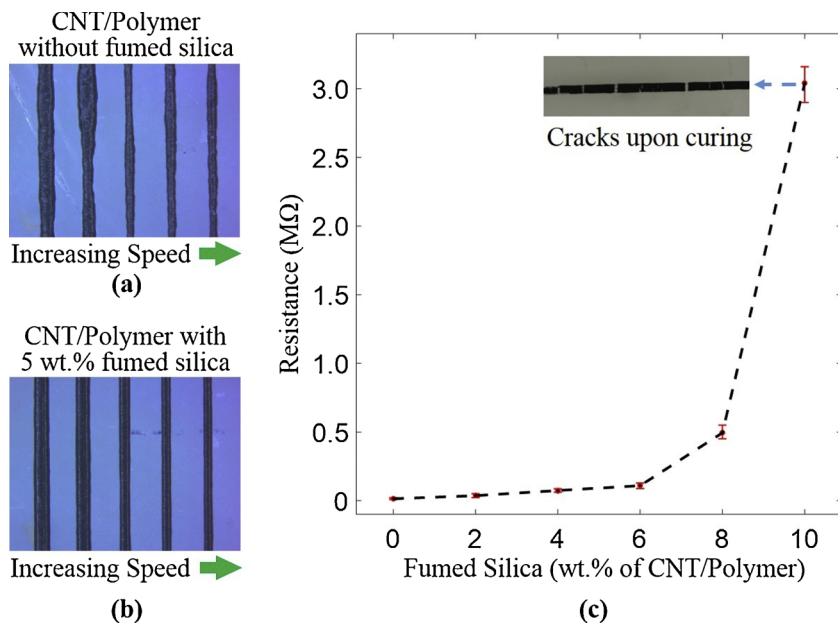 CNT/Polymer
without fumed silica
Increasing Speed
(a)
CNT/Polymer with
5 wt.% fumed silica
Increasing Speed
(b)
Cracks upon curing
Resistance (MΩ)
3.0
2.5
2.0
1.5
1.0
0.5
0
0 2 4 6 8 10
Fumed Silica (wt.% of CNT/Polymer)
(c)